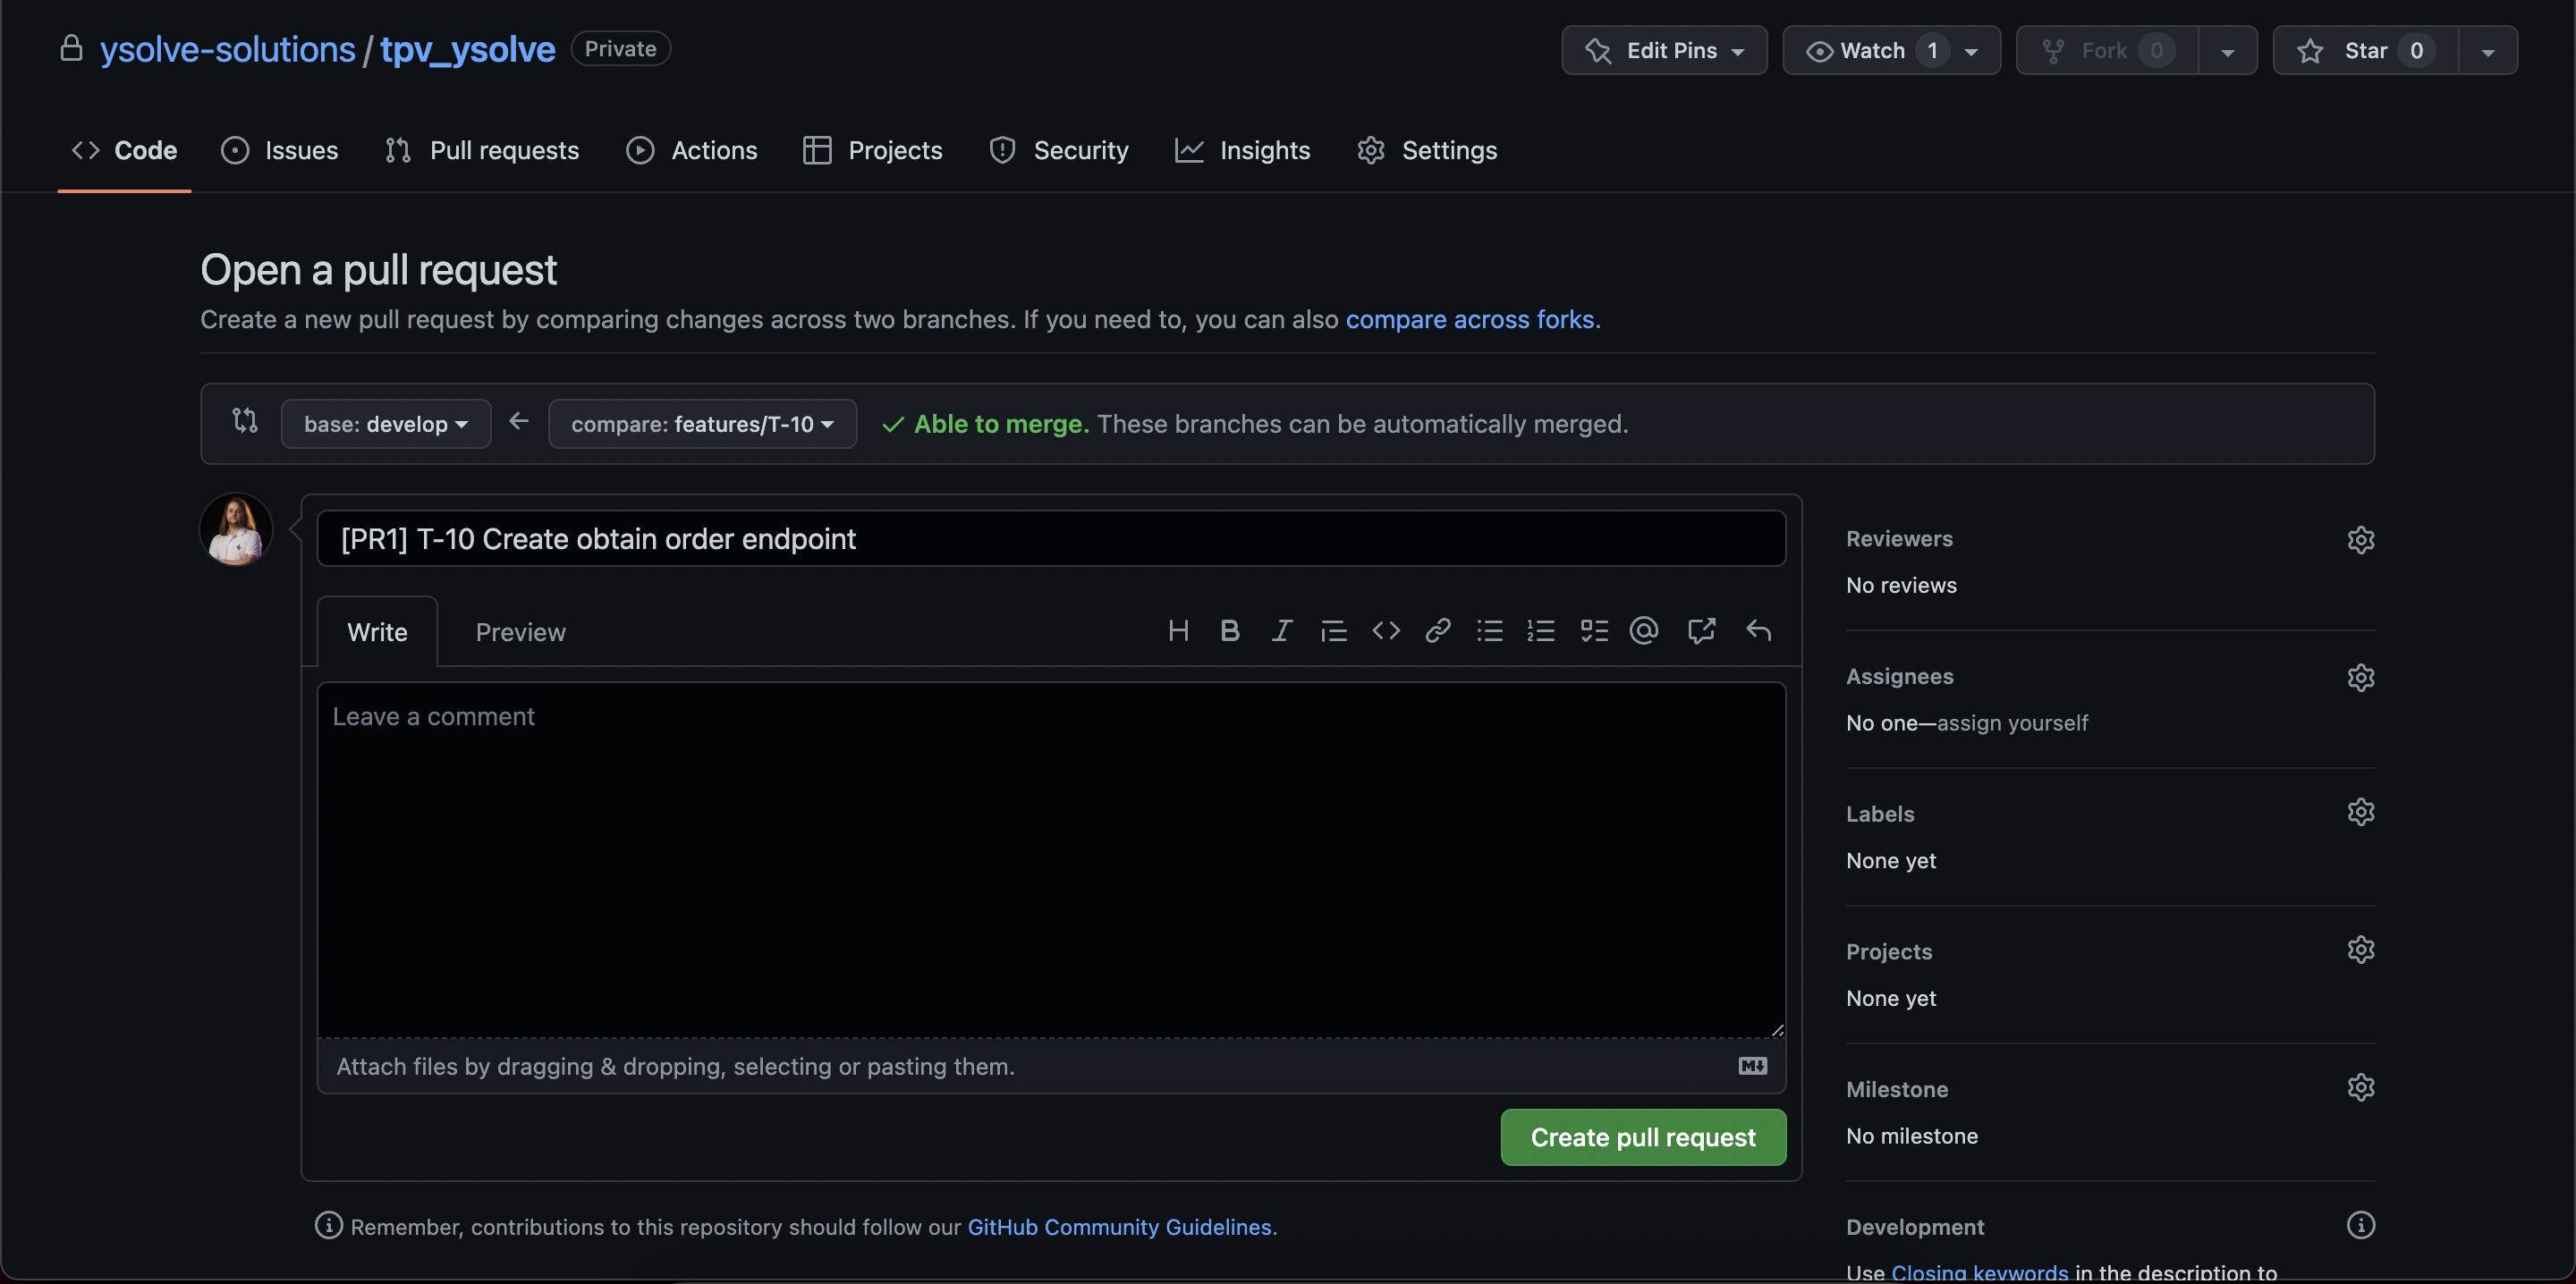 ysolve-solutions / tpv_ysolve Private
Edit Pins Watch 1 Fork 0 Star 0
Code Issues Pull requests Actions Projects Security Insights Settings
Open a pull request
Create a new pull request by comparing changes across two branches. If you need to, you can also compare across forks.
base: develop compare: features/T-10 Able to merge. These branches can be automatically merged.
[PR1] T-10 Create obtain order endpoint
Write Preview
Leave a comment
Attach files by dragging & dropping, selecting or pasting them.
Create pull request
Remember, contributions to this repository should follow our GitHub Community Guidelines.
Reviewers
No reviews
Assignees
No one—assign yourself
Labels
None yet
Projects
None yet
Milestone
No milestone
Development
Use Closing keywords in the description to